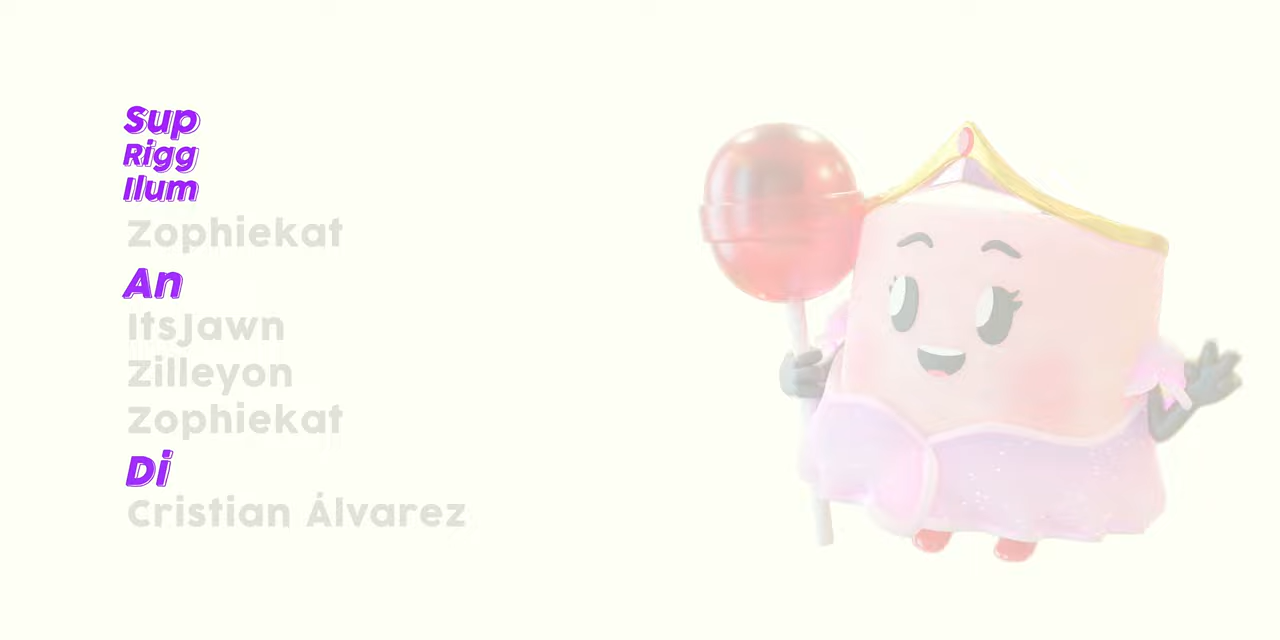 Sup
Rigg
Ilum
Zophiekat
An
ItsJawn
Zilleyon
Zophiekat
Di
Cristian Álvarez